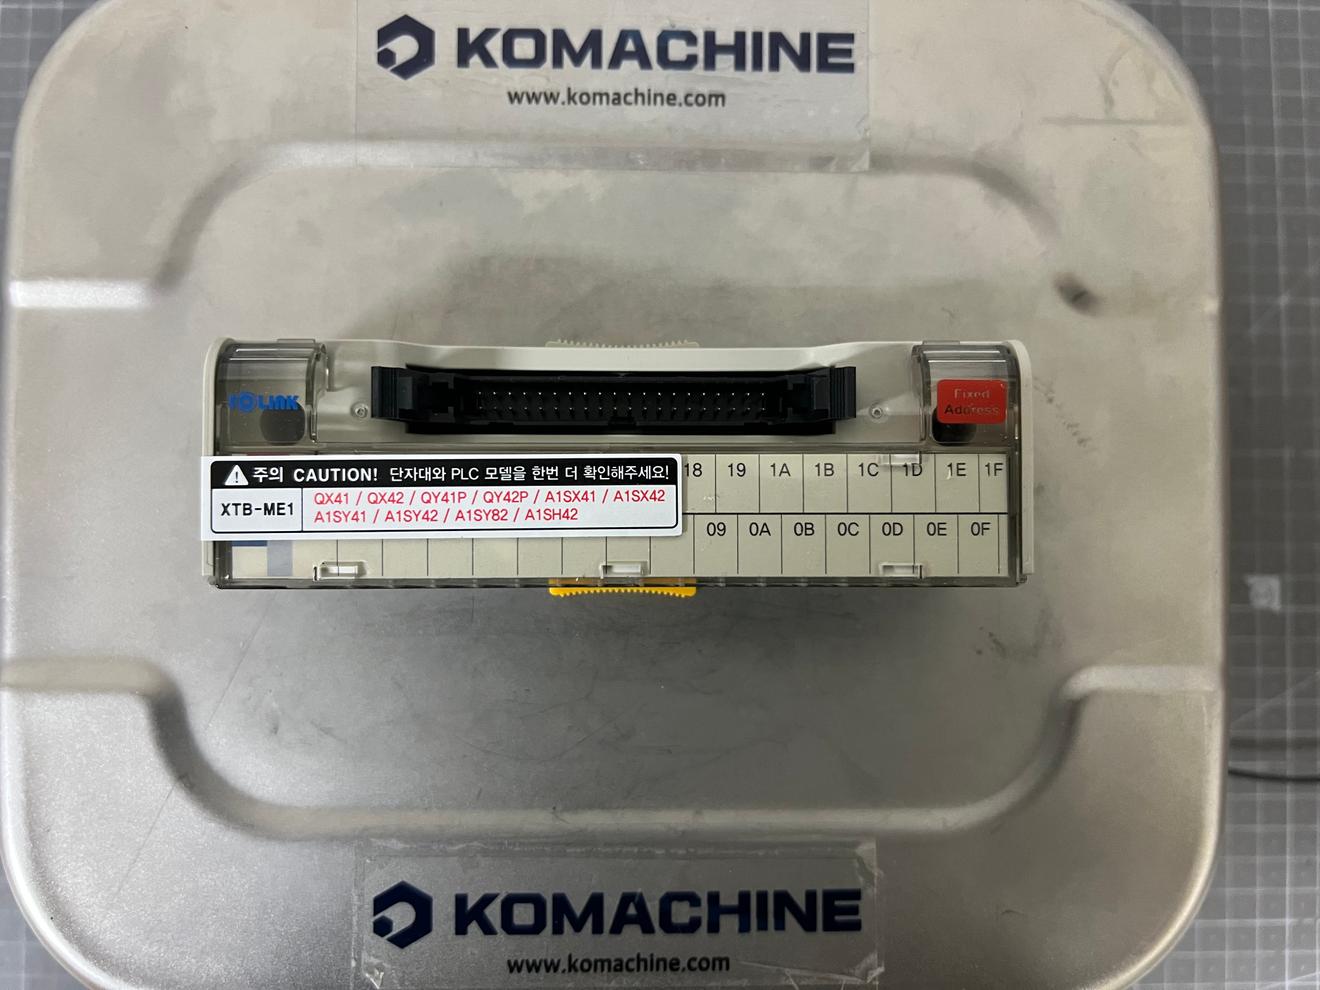 KOMACHINE
www.komachine.com
LINK
Fixed
Address
주의 CAUTION! 단자대와 PLC 모델을 한번 더 확인해주세요!
XTB-ME1
QX41 / QX42 / QY41P / QY42P / A1SX41 / A1SX42
A1SY41 / A1SY42 / A1SY82 / A1SH42
18 19 1A 1B 1C 1D 1E 1F
09 0A 0B 0C 0D 0E 0F
KOMACHINE
www.komachine.com